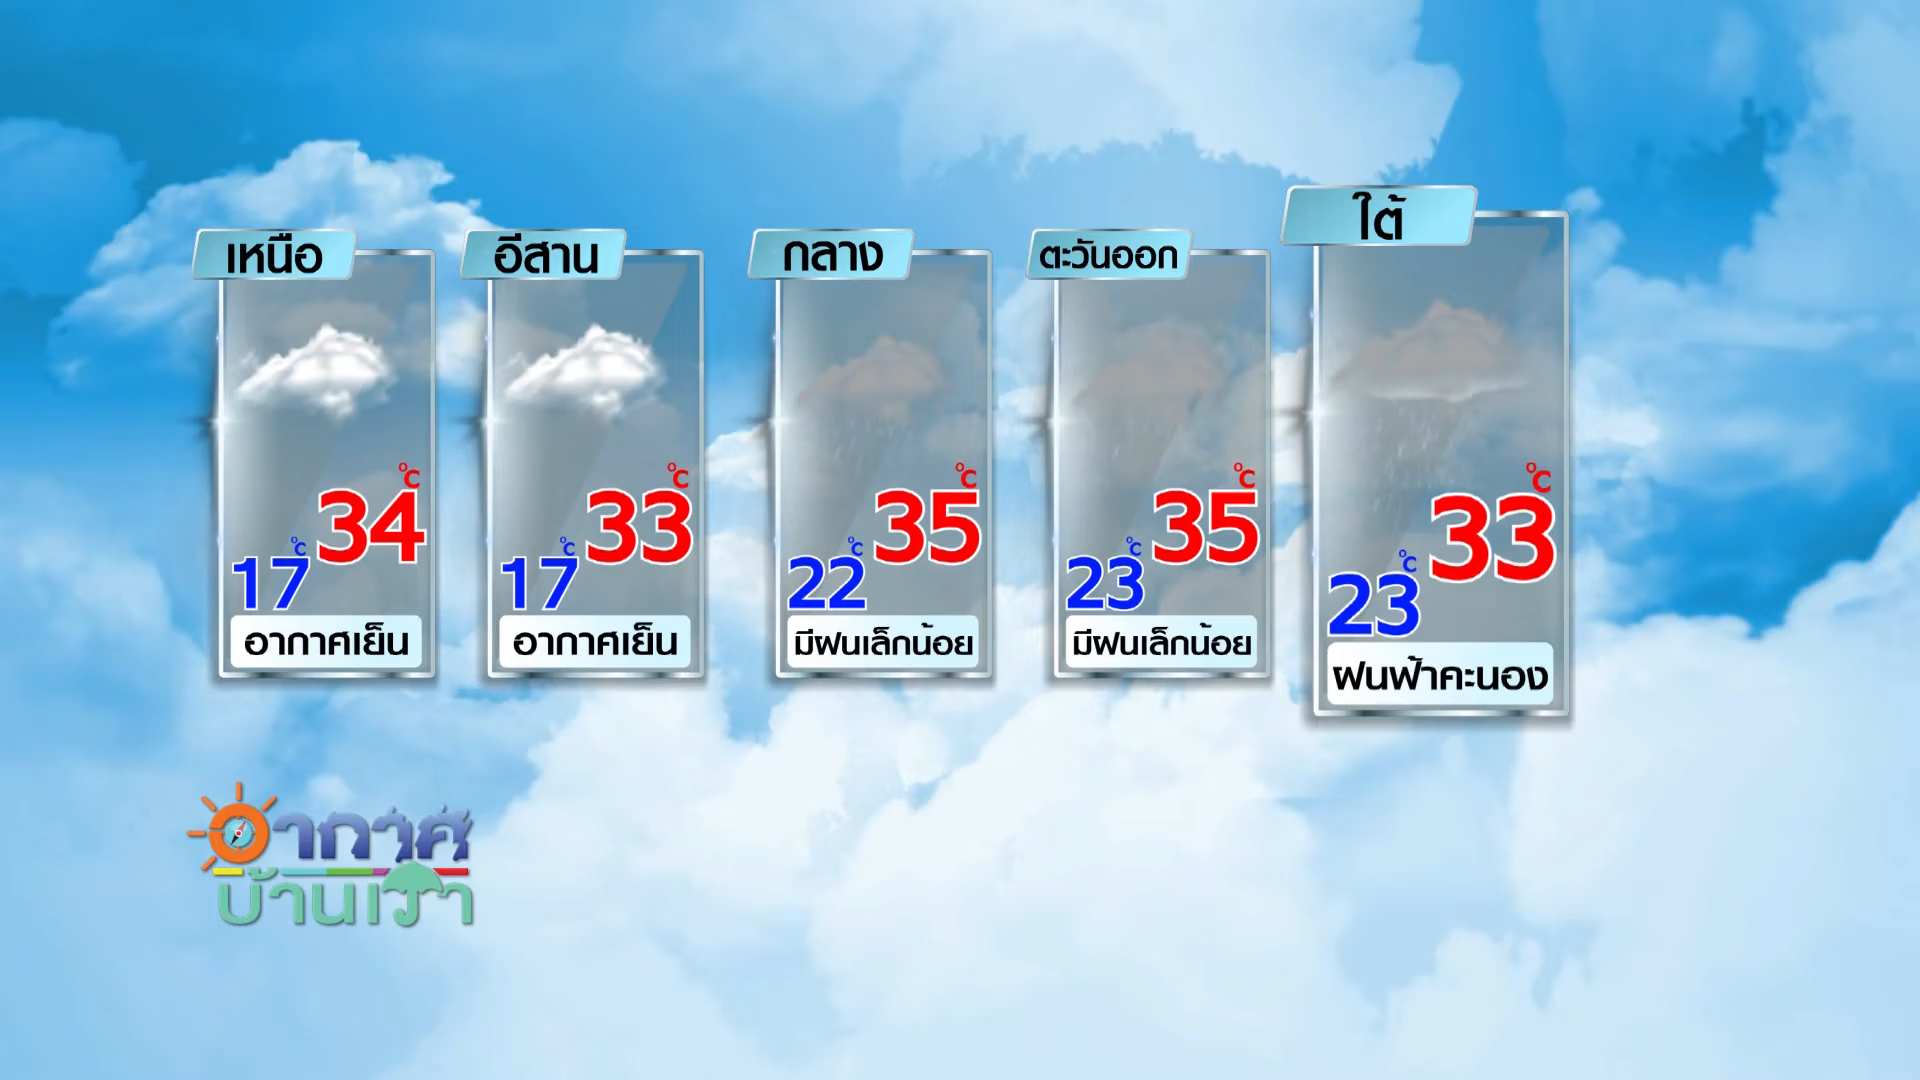 เหนือ
34°C
17°C
อากาศเย็น
อีสาน
33°C
17°C
อากาศเย็น
กลาง
35°C
22°C
มีฝนเล็กน้อย
ตะวันออก
35°C
23°C
มีฝนเล็กน้อย
ใต้
33°C
23°C
ฝนฟ้าคะนอง
อากาศ
บ้านเรา